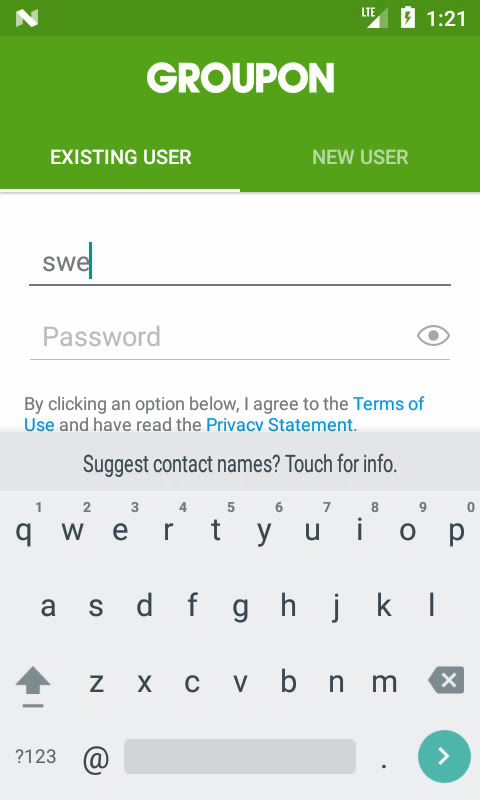 LTE 1:21
GROUPON
EXISTING USER NEW USER
swe
Password
By clicking an option below, I agree to the Terms of
Use and have read the Privacy Statement.
Suggest contact names? Touch for info.
1 2 3 4 5 6 7 8 9 0
q w e r t y u i o p
a s d f g h j k l
z x c v b n m
?123 @ .